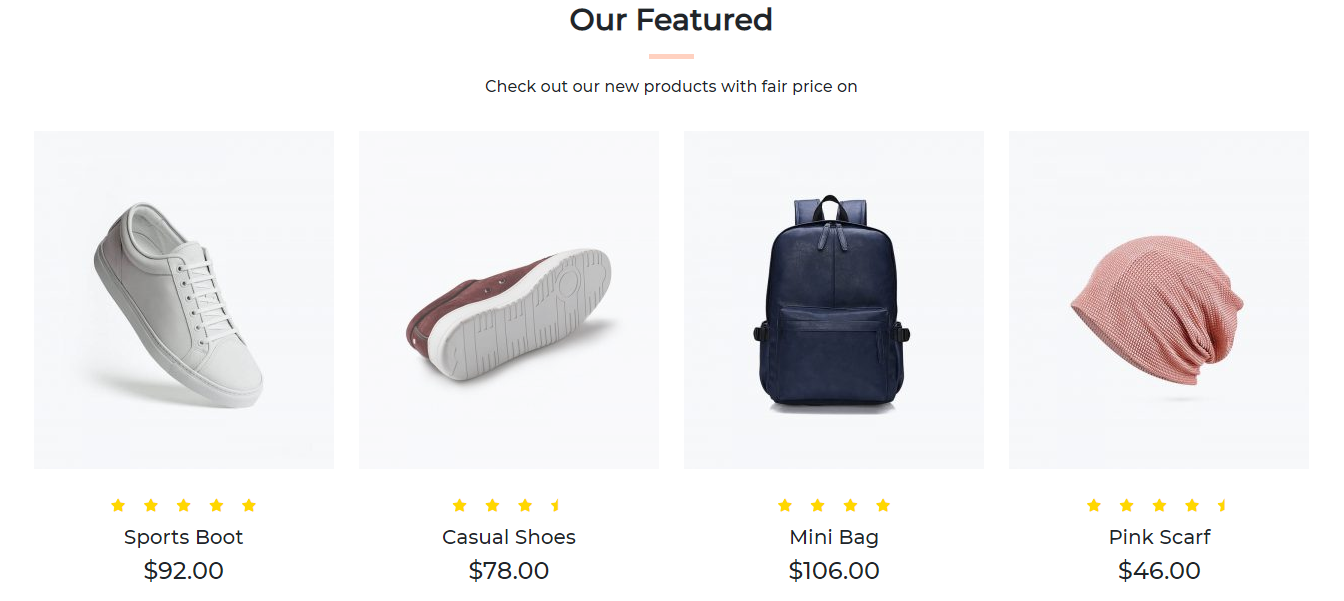 Our Featured
Check out our new products with fair price on
Sports Boot
$92.00
Casual Shoes
$78.00
Mini Bag
$106.00
Pink Scarf
$46.00